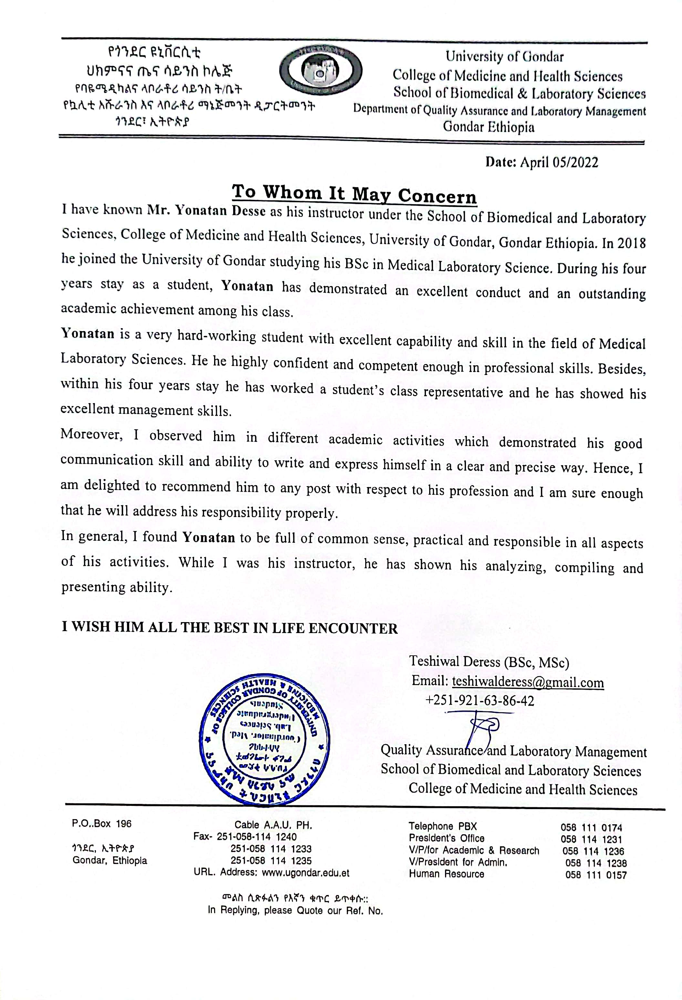 የጎንደር ዩኒቨርሲቲ
ህክምናና ጤና ሳይንስ ኮሌጅ
የባዬሜዲካልና ላቦራቶሪ ሳይንስ ት/ቤት
የኳሊቲ አሹራንስ እና ላቦራቶሪ ማኔጅመንት ዲፓርትመንት
ጎንደር፣ ኢትዮጵያ
University of Gondar
College of Medicine and Health Sciences
School of Biomedical & Laboratory Sciences
Department of Quality Assurance and Laboratory Management
Gondar Ethiopia
Date: April 05/2022
To Whom It May Concern
I have known Mr. Yonatan Desse as his instructor under the School of Biomedical and Laboratory
Sciences, College of Medicine and Health Sciences, University of Gondar, Gondar Ethiopia. In 2018
he joined the University of Gondar studying his BSc in Medical Laboratory Science. During his four
years stay as a student, Yonatan has demonstrated an excellent conduct and an outstanding
academic achievement among his class.
Yonatan is a very hard-working student with excellent capability and skill in the field of Medical
Laboratory Sciences. He he highly confident and competent enough in professional skills. Besides,
within his four years stay he has worked a student's class representative and he has showed his
excellent management skills.
Moreover, I observed him in different academic activities which demonstrated his good
communication skill and ability to write and express himself in a clear and precise way. Hence, I
am delighted to recommend him to any post with respect to his profession and I am sure enough
that he will address his responsibility properly.
In general, I found Yonatan to be full of common sense, practical and responsible in all aspects
of his activities. While I was his instructor, he has shown his analyzing, compiling and
presenting ability.
I WISH HIM ALL THE BEST IN LIFE ENCOUNTER
Teshiwal Deress (BSc, MSc)
Email: teshiwalderess@gmail.com
+251-921-63-86-42
Quality Assurance and Laboratory Management
School of Biomedical and Laboratory Sciences
College of Medicine and Health Sciences
UNIVERSITY OF GONDAR COLLEGE OF
MEDICINE & HEALTH SCIENCES
Coordinator, Med.
Lab. Sciences
Undergraduate
Students
P.O..Box 196
ጎንደር, ኢትዮጵያ
Gondar, Ethiopia
Cable A.A.U. PH.
Fax- 251-058-114 1240
251-058 114 1233
251-058 114 1235
URL. Address: www.ugondar.edu.et
Telephone PBX 058 111 0174
President's Office 058 114 1231
V/P/for Academic & Research 058 114 1236
V/President for Admin. 058 114 1238
Human Resource 058 111 0157
መልስ ሲጽፉልን የእኛን ቁጥር ይጥቀሱ::
In Replying, please Quote our Ref. No.